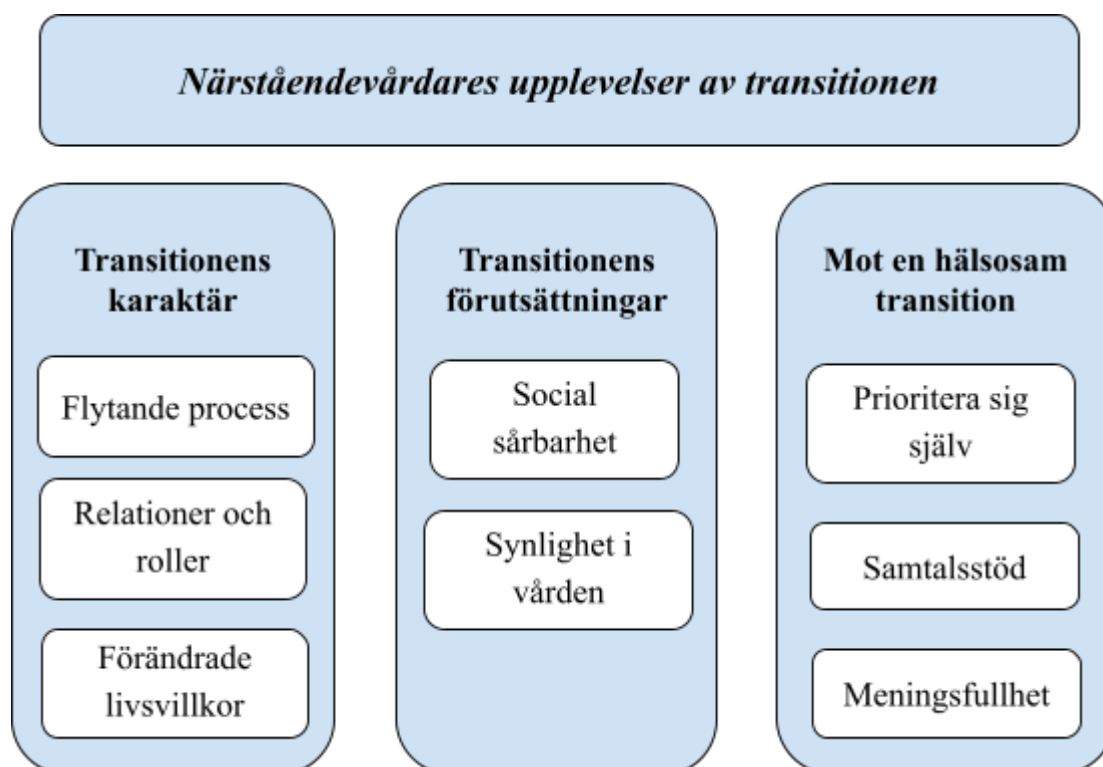 Närståendevårdares upplevelser av transitionen
Transitionens
karaktär
Flytande process
Relationer och
roller
Förändrade
livsvillkor
Transitionens
förutsättningar
Social
sårbarhet
Synlighet i
vården
Mot en hälsosam
transition
Prioritera sig
själv
Samtalsstöd
Meningsfullhet